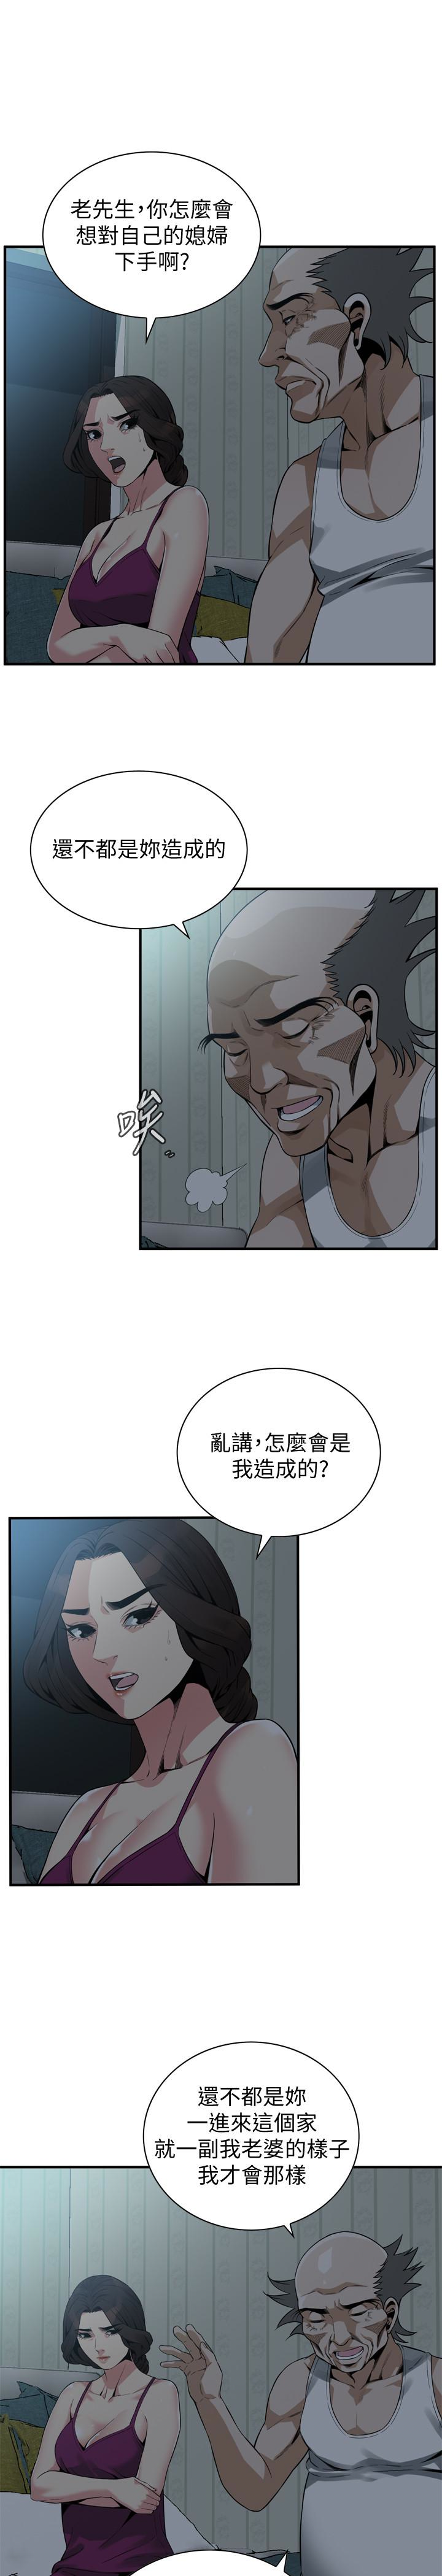 老先生，你怎麼會
想對自己的媳婦
下手啊？
還不都是妳造成的
唉
亂講，怎麼會是
我造成的？
還不都是妳
一進來這個家
就一副我老婆的樣子
我才會那樣